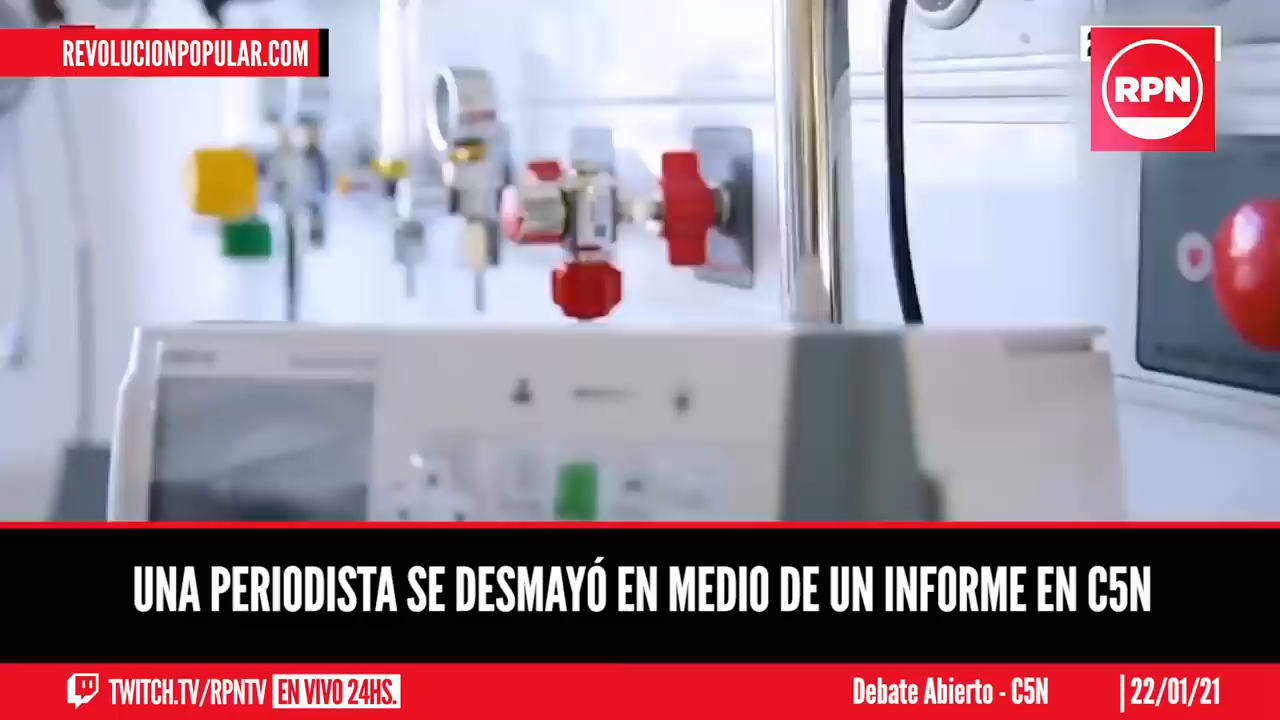 REVOLUCIONPOPULAR.COM
RPN
UNA PERIODISTA SE DESMAYÓ EN MEDIO DE UN INFORME EN C5N
TWITCH.TV/RPNTV EN VIVO 24HS.
Debate Abierto - C5N | 22/01/21